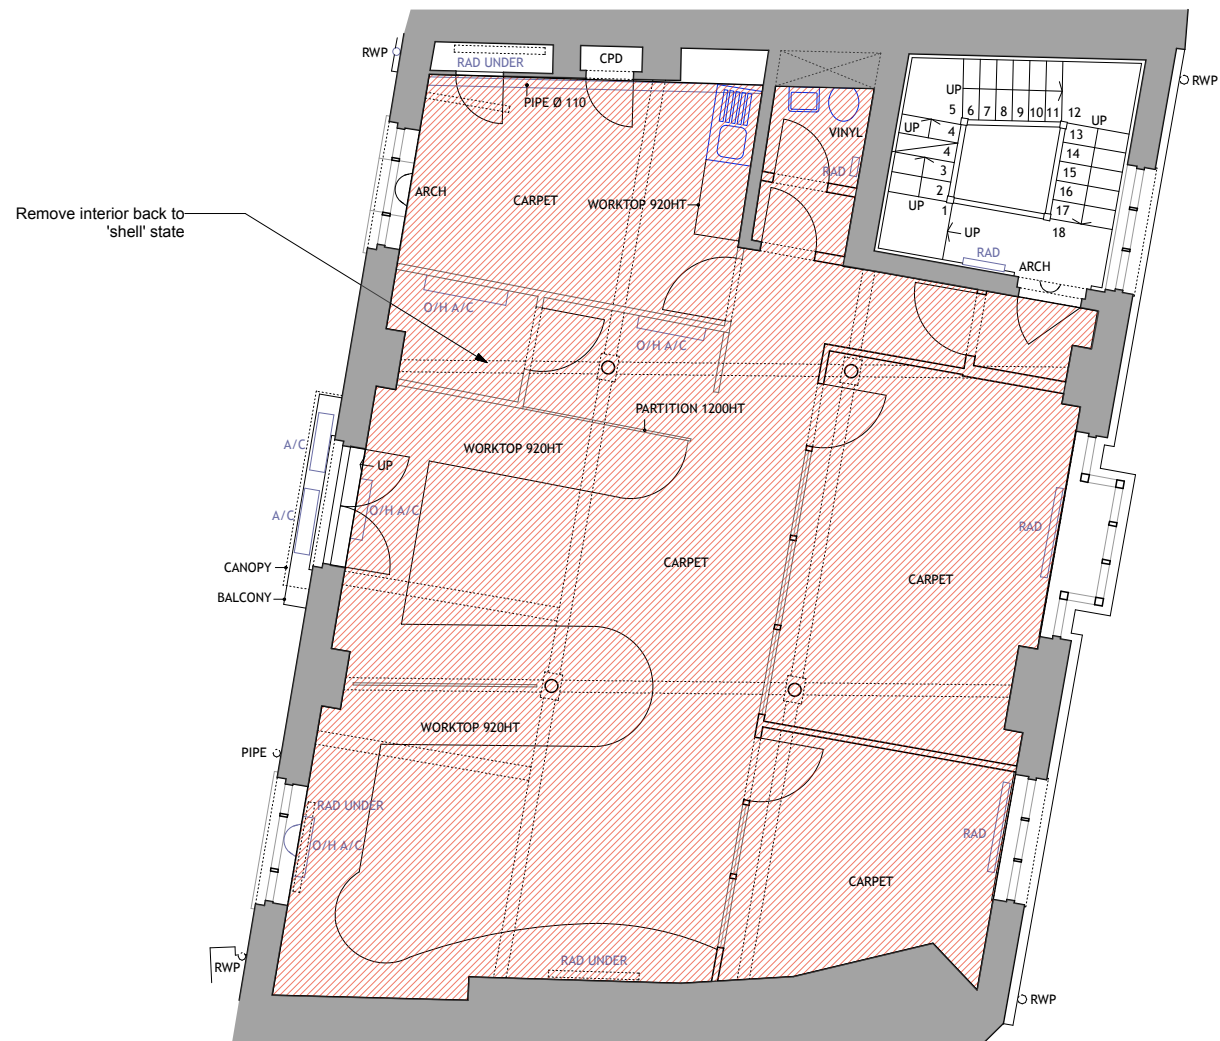 RWP
RAD UNDER
CPD
RWP
PIPE Ø 110
UP
5 6 7 8 9 10 11 12
UP
UP
4
13
VINYL
4
14
3
15
RAD
2
16
ARCH
CARPET
WORKTOP 920HT
UP
1
17
Remove interior back to
'shell' state
UP
18
RAD
ARCH
O/H A/C
O/H A/C
PARTITION 1200HT
A/C
WORKTOP 920HT
UP
A/C
O/H A/C
RAD
CANOPY
CARPET
CARPET
BALCONY
WORKTOP 920HT
PIPE
RAD UNDER
O/H A/C
RAD
CARPET
RAD UNDER
RWP
RWP